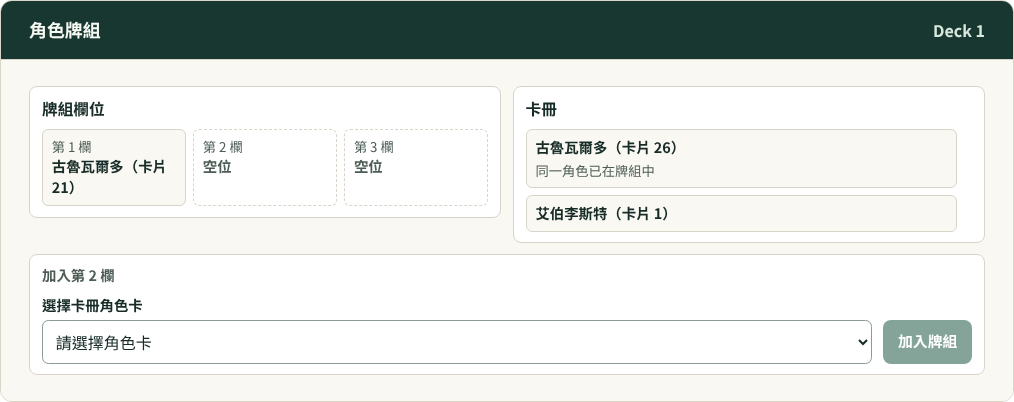 角色牌組
Deck 1
牌組欄位
第 1 欄
古魯瓦爾多（卡片
21）
第 2 欄
空位
第 3 欄
空位
卡冊
古魯瓦爾多（卡片 26）
同一角色已在牌組中
艾伯李斯特（卡片 1）
加入第 2 欄
選擇卡冊角色卡
請選擇角色卡
加入牌組